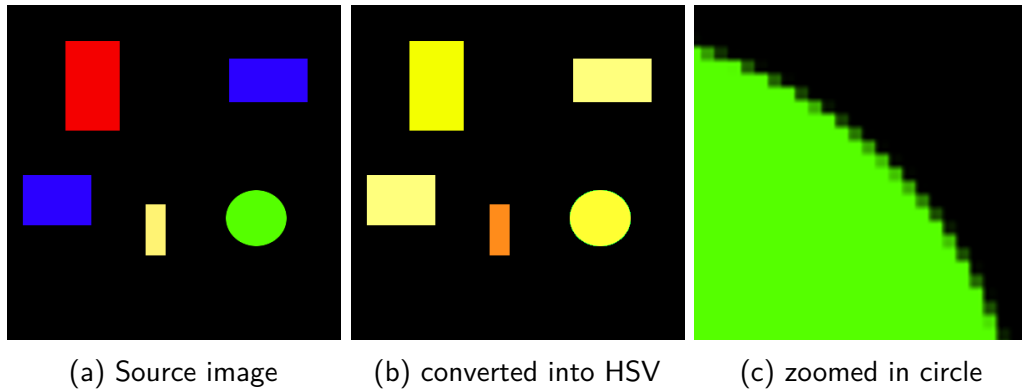 (a) Source image
(b) converted into HSV
(c) zoomed in circle